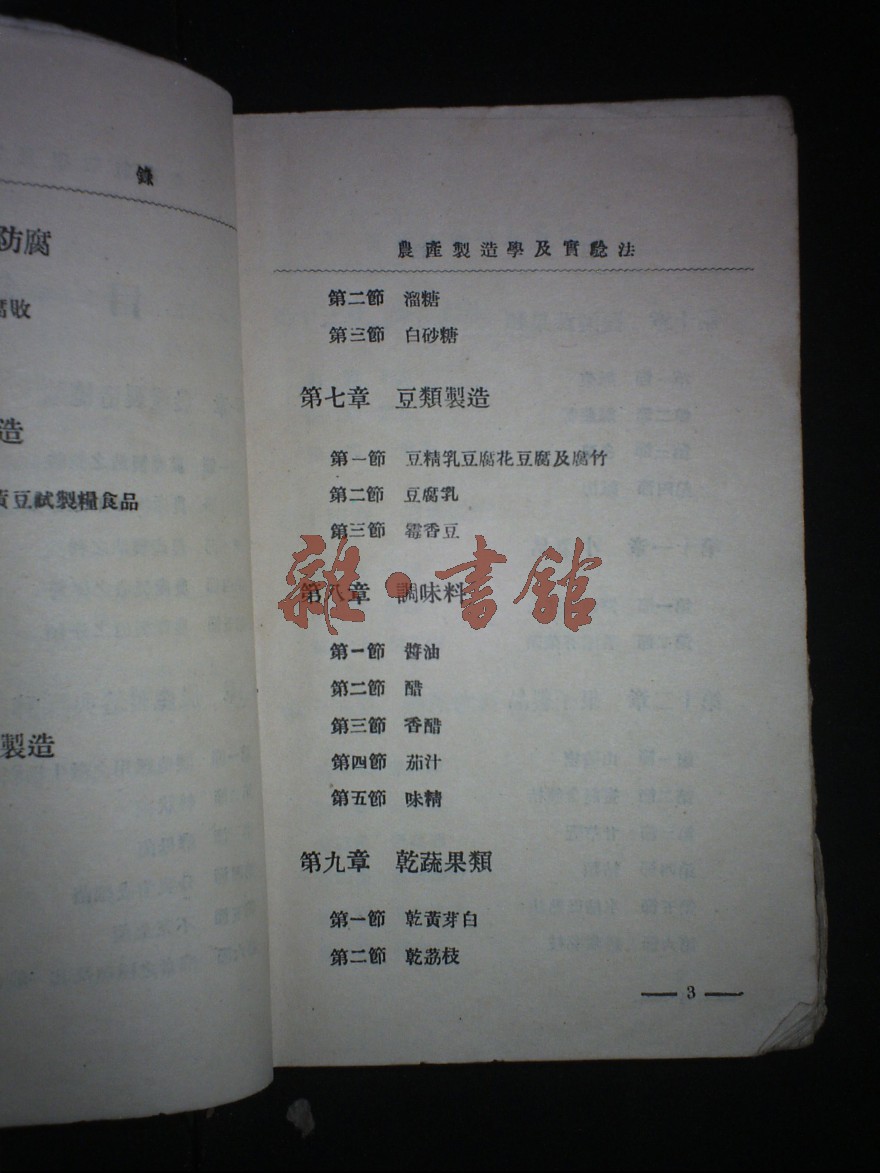 錄
防腐
腐敗
造
黃豆試製糧食品
製造
農產製造學及實驗法
第二節 溜糖
第三節 白砂糖
第七章 豆類製造
第一節 豆精乳豆腐花豆腐及腐竹
第二節 豆腐乳
第三節 霉香豆
雜·書館
第八章 調味料
第一節 醬油
第二節 醋
第三節 香醋
第四節 茄汁
第五節 味精
第九章 乾蔬果類
第一節 乾黃芽白
第二節 乾荔枝
— 3 —